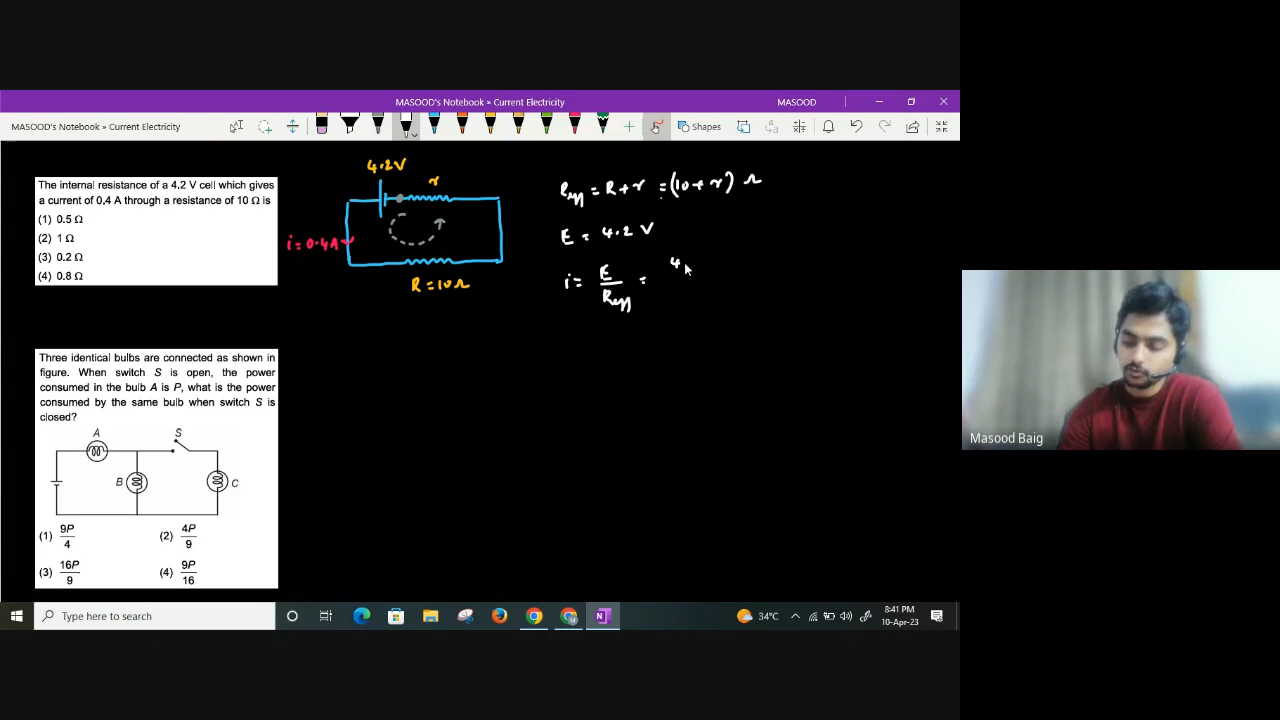 MASOOD's Notebook » Current Electricity
MASOOD
MASOOD's Notebook » Current Electricity
Shapes
The internal resistance of a 4.2 V cell which gives
a current of 0,4 A through a resistance of 10 Ω is
(1) 0.5 Ω
(2) 1 Ω
(3) 0.2 Ω
(4) 0.8 Ω
4.2V
r
i = 0.4A
R = 10Ω
Reff = R + r = (10 + r) Ω
E = 4.2 V
i = E/Reff = 4
Three identical bulbs are connected as shown in
figure. When switch S is open, the power
consumed in the bulb A is P, what is the power
consumed by the same bulb when switch S is
closed?
A
S
B
C
(1) 9P/4 (2) 4P/9
(3) 16P/9 (4) 9P/16
Masood Baig
Type here to search
34°C
8:41 PM
10-Apr-23